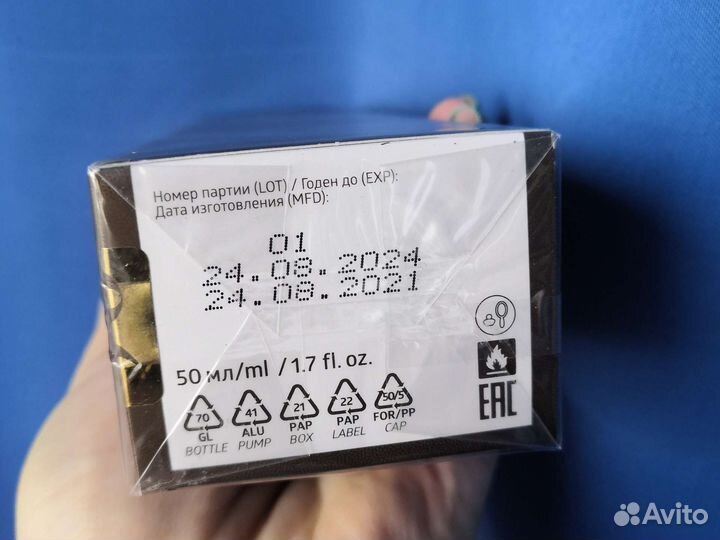 Номер партии (LOT) / Годен до (EXP):
Дата изготовления (MFD):
01
24.08.2024
24.08.2021
50 мл/ml / 1.7 fl. oz.
70 41 21 22 50/5
GL ALU PAP PAP FOR/PP
BOTTLE PUMP BOX LABEL CAP
EAC
Avito